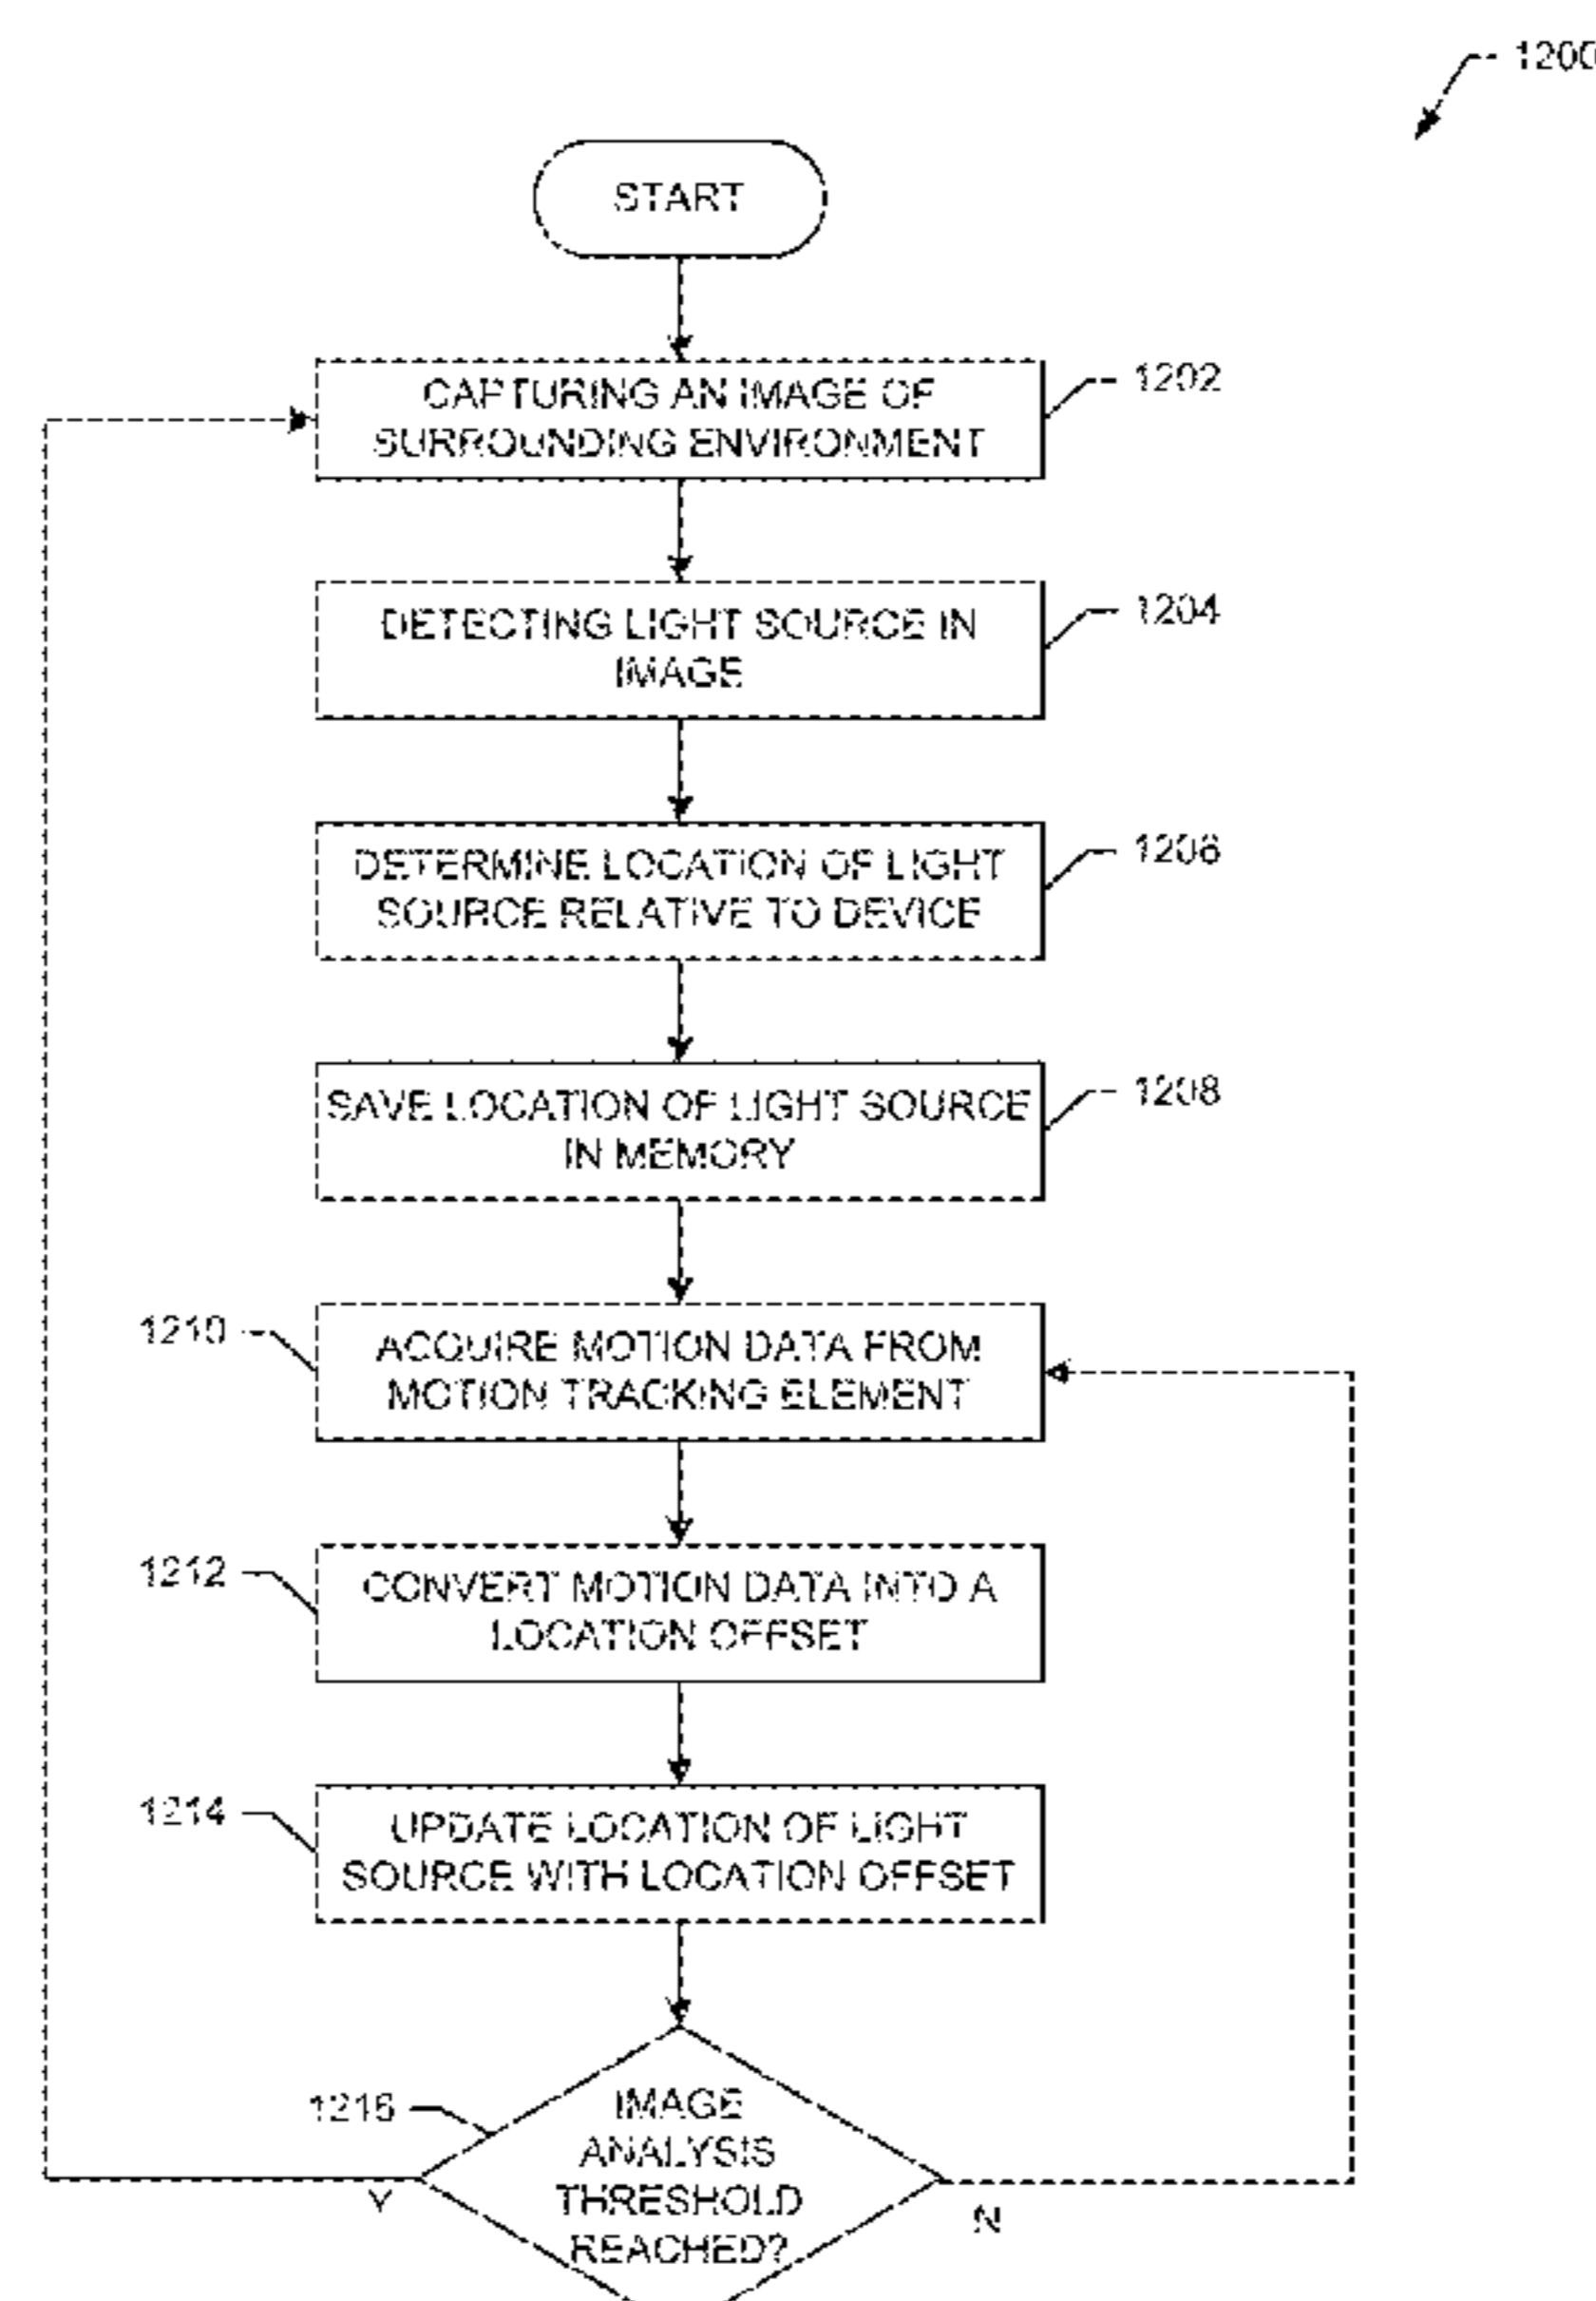 1200
START
CAPTURING AN IMAGE OF
SURROUNDING ENVIRONMENT
1202
DETECTING LIGHT SOURCE IN
IMAGE
1204
DETERMINE LOCATION OF LIGHT
SOURCE RELATIVE TO DEVICE
1206
SAVE LOCATION OF LIGHT SOURCE
IN MEMORY
1208
1210
ACQUIRE MOTION DATA FROM
MOTION TRACKING ELEMENT
1212
CONVERT MOTION DATA INTO A
LOCATION OFFSET
1214
UPDATE LOCATION OF LIGHT
SOURCE WITH LOCATION OFFSET
1216
IMAGE
ANALYSIS
THRESHOLD
REACHED?
Y
N